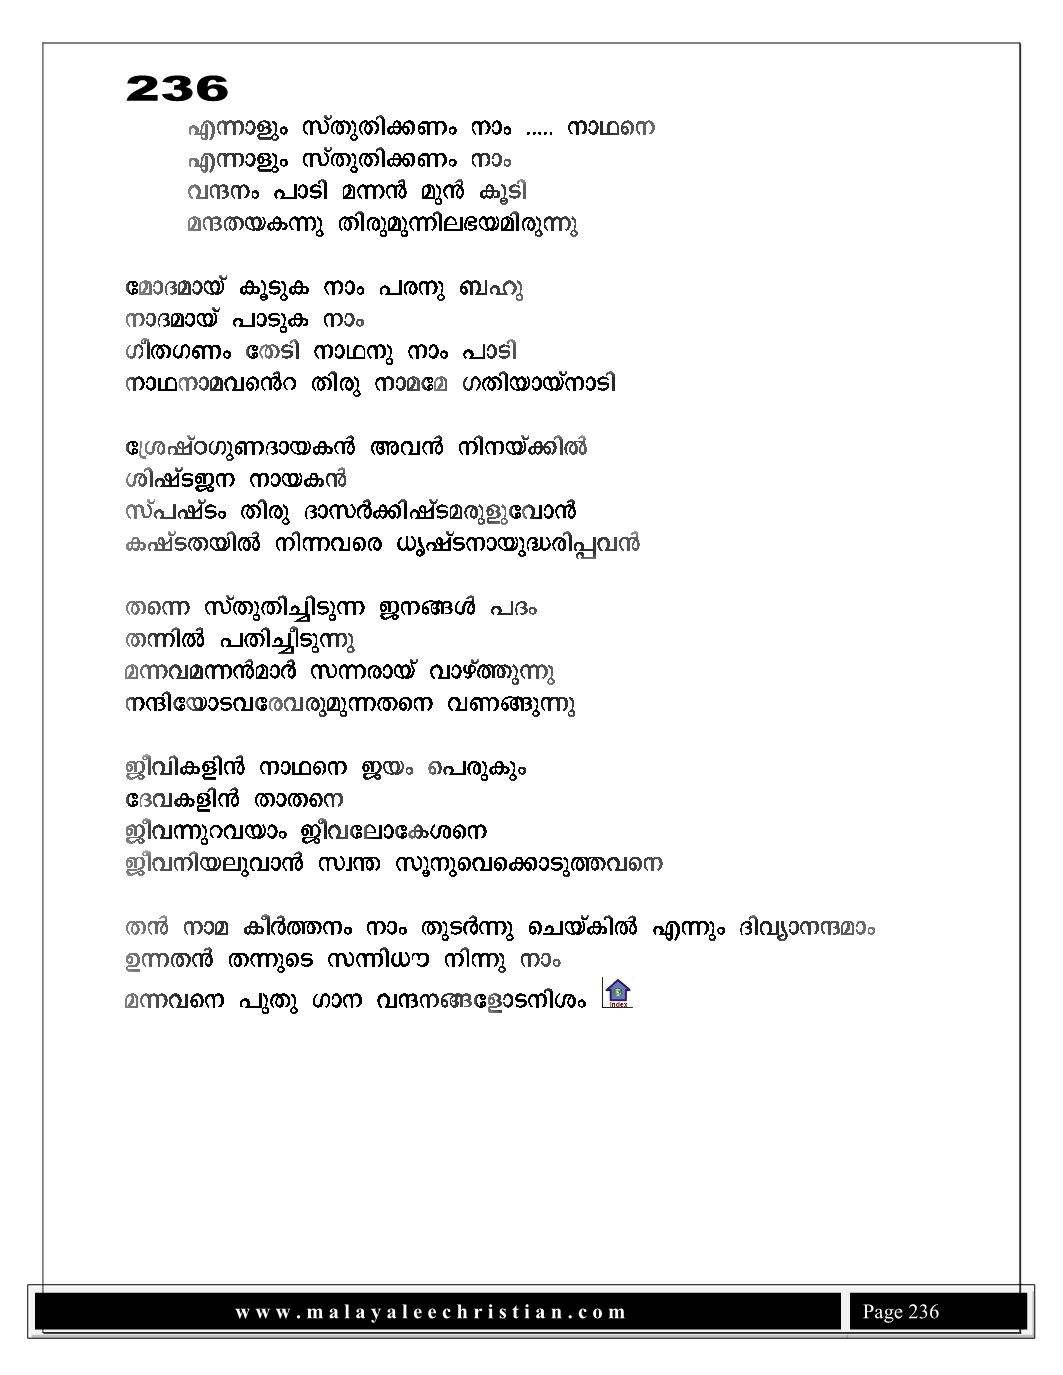 236
എന്നാളും സ്തുതിക്കണം നാം ..... നാഥനെ
എന്നാളും സ്തുതിക്കണം നാം
വന്ദനം പാടി മന്നൻ മുൻ കൂടി
മന്ദതയകന്നു തിരുമുന്നിലഭയമിരുന്നു
മോദമായ് കൂടുക നാം പരനു ബഹു
നാദമായ് പാടുക നാം
ഗീതഗണം തേടി നാഥനു നാം പാടി
നാഥനാമവൻെറ തിരു നാമമേ ഗതിയായ്നാടി
ശ്രേഷ്ഠഗുണദായകൻ അവൻ നിനയ്ക്കിൽ
ശിഷ്ടജന നായകൻ
സ്പഷ്ടം തിരു ദാസർക്കിഷ്ടമരുളുവോൻ
കഷ്ടതയിൽ നിന്നവരെ ധൃഷ്ടനായുദ്ധരിപ്പവൻ
തന്നെ സ്തുതിച്ചിടുന്ന ജനങ്ങൾ പദം
തന്നിൽ പതിച്ചീടുന്നു
മന്നവമന്നൻമാർ സന്നരായ് വാഴ്ത്തുന്നു
നന്ദിയോടവരേവരുമുന്നതനെ വണങ്ങുന്നു
ജീവികളിൻ നാഥനെ ജയം പെരുകും
ദേവകളിൻ താതനെ
ജീവന്നുറവയാം ജീവലോകേശനെ
ജീവനിയലുവാൻ സ്വന്ത സൂനുവെക്കൊടുത്തവനെ
തൻ നാമ കീർത്തനം നാം തുടർന്നു ചെയ്കിൽ എന്നും ദിവ്യാനന്ദമാം
ഉന്നതൻ തന്നുടെ സന്നിധൗ നിന്നു നാം
മന്നവനെ പുതു ഗാന വന്ദനങ്ങളോടനിശം
Index
www.malayaleechristian.com
Page 236